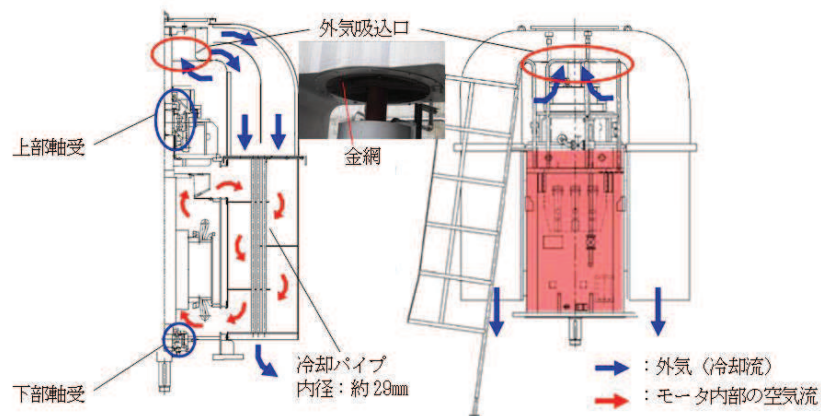 外気吸込口
上部軸受
金網
冷却パイプ
内径：約29mm
下部軸受
：外気（冷却流）
：モータ内部の空気流